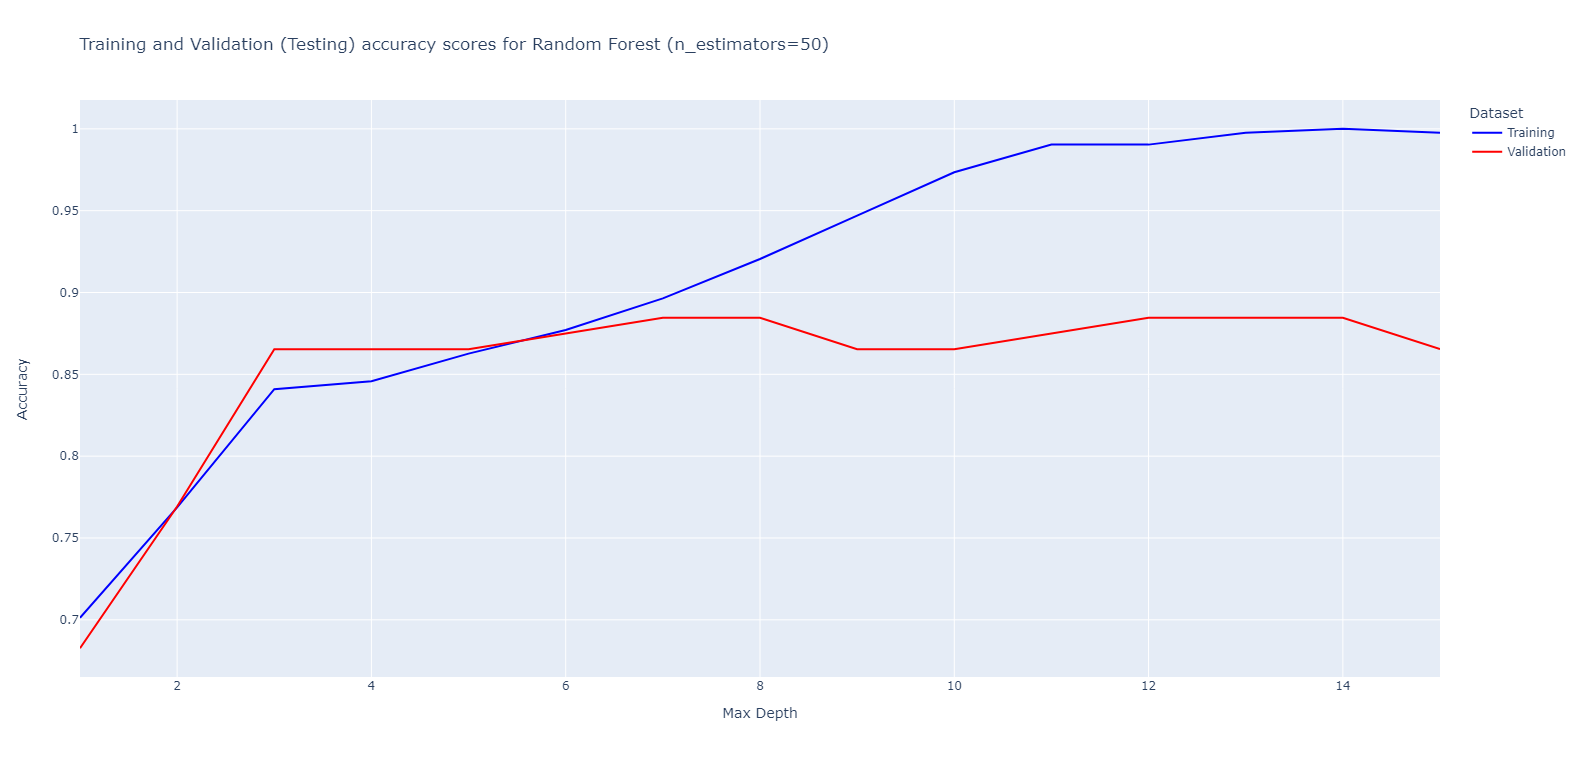 Training and Validation (Testing) accuracy scores for Random Forest (n_estimators=50)
Dataset
Training
Validation
1
0.95
0.9
0.85
0.8
0.75
0.7
Accuracy
2 4 6 8 10 12 14
Max Depth